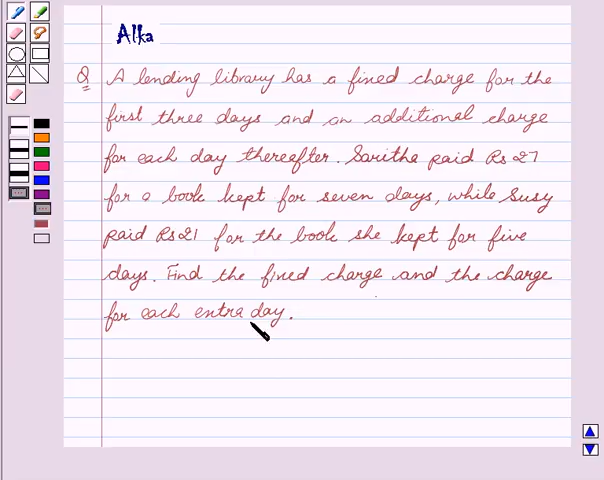 Alka
Q A lending library has a fixed charge for the
first three days and an additional charge
for each day thereafter. Saritha paid Rs 27
for a book kept for seven days, while Susy
paid Rs 21 for the book she kept for five
days. Find the fixed charge and the charge
for each extra day.